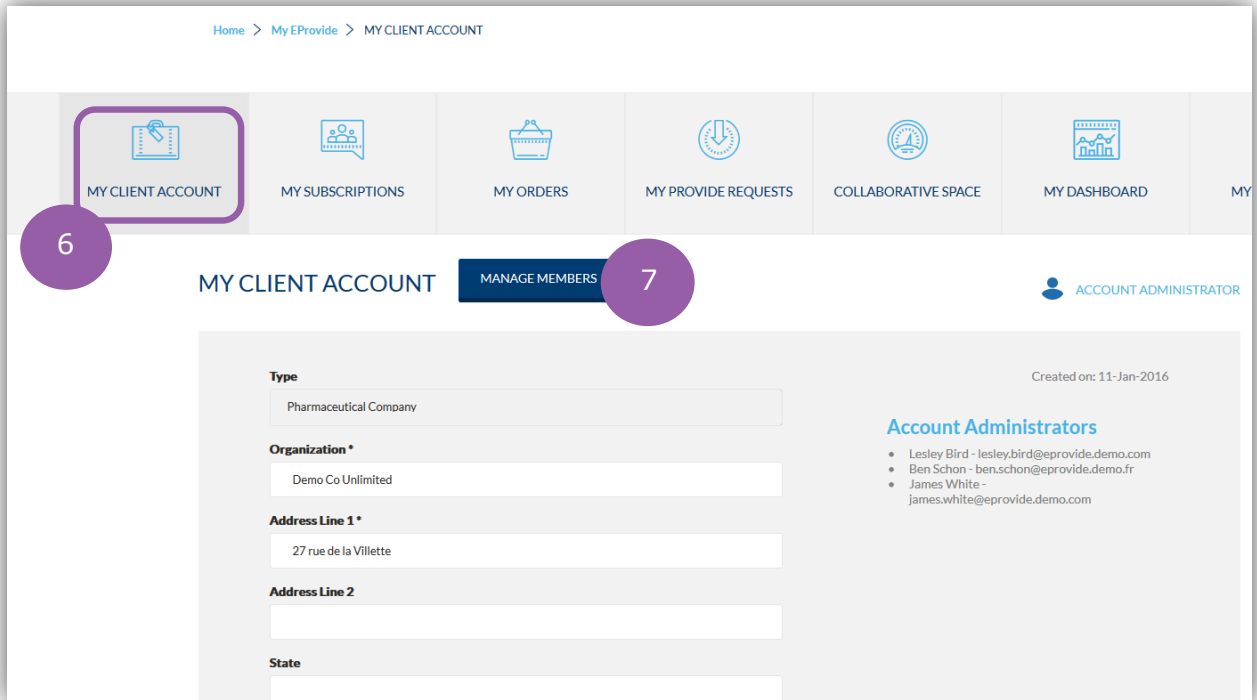 Home > My EProvide > MY CLIENT ACCOUNT
MY CLIENT ACCOUNT
MY SUBSCRIPTIONS
MY ORDERS
MY PROVIDE REQUESTS
COLLABORATIVE SPACE
MY DASHBOARD
MY
6
MY CLIENT ACCOUNT
MANAGE MEMBERS
7
ACCOUNT ADMINISTRATOR
Type
Pharmaceutical Company
Organization *
Demo Co Unlimited
Address Line 1 *
27 rue de la Villette
Address Line 2
State
Created on: 11-Jan-2016
Account Administrators
• Lesley Bird - lesley.bird@eprovide.demo.com
• Ben Schon - ben.schon@eprovide.demo.fr
• James White -
james.white@eprovide.demo.com